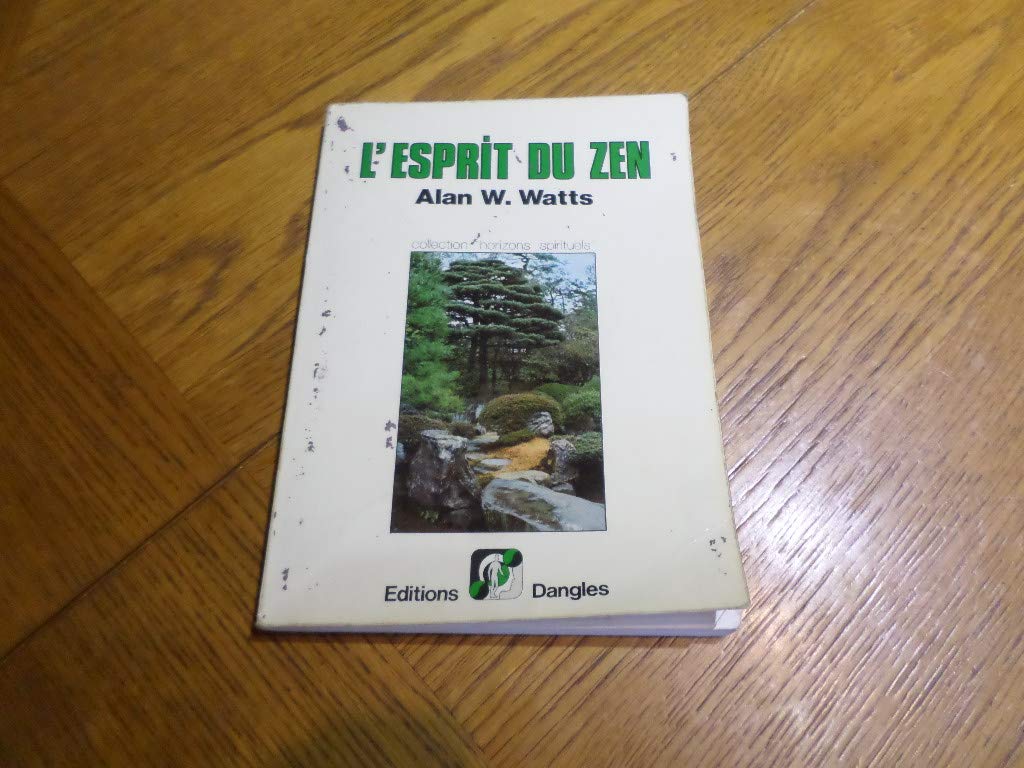 L'ESPRiT DU ZEN
Alan W. Watts
collection horizons spirituels
Editions Dangles